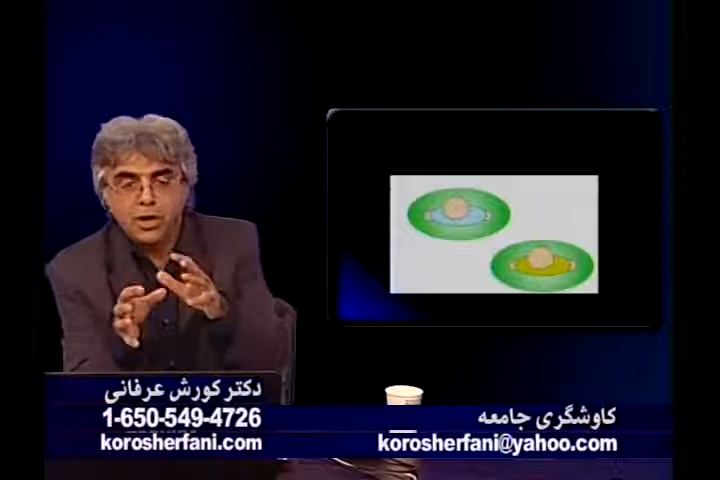 دکتر کورش عرفانی
1-650-549-4726
korosherfani.com
کاوشگری جامعه
korosherfani@yahoo.com